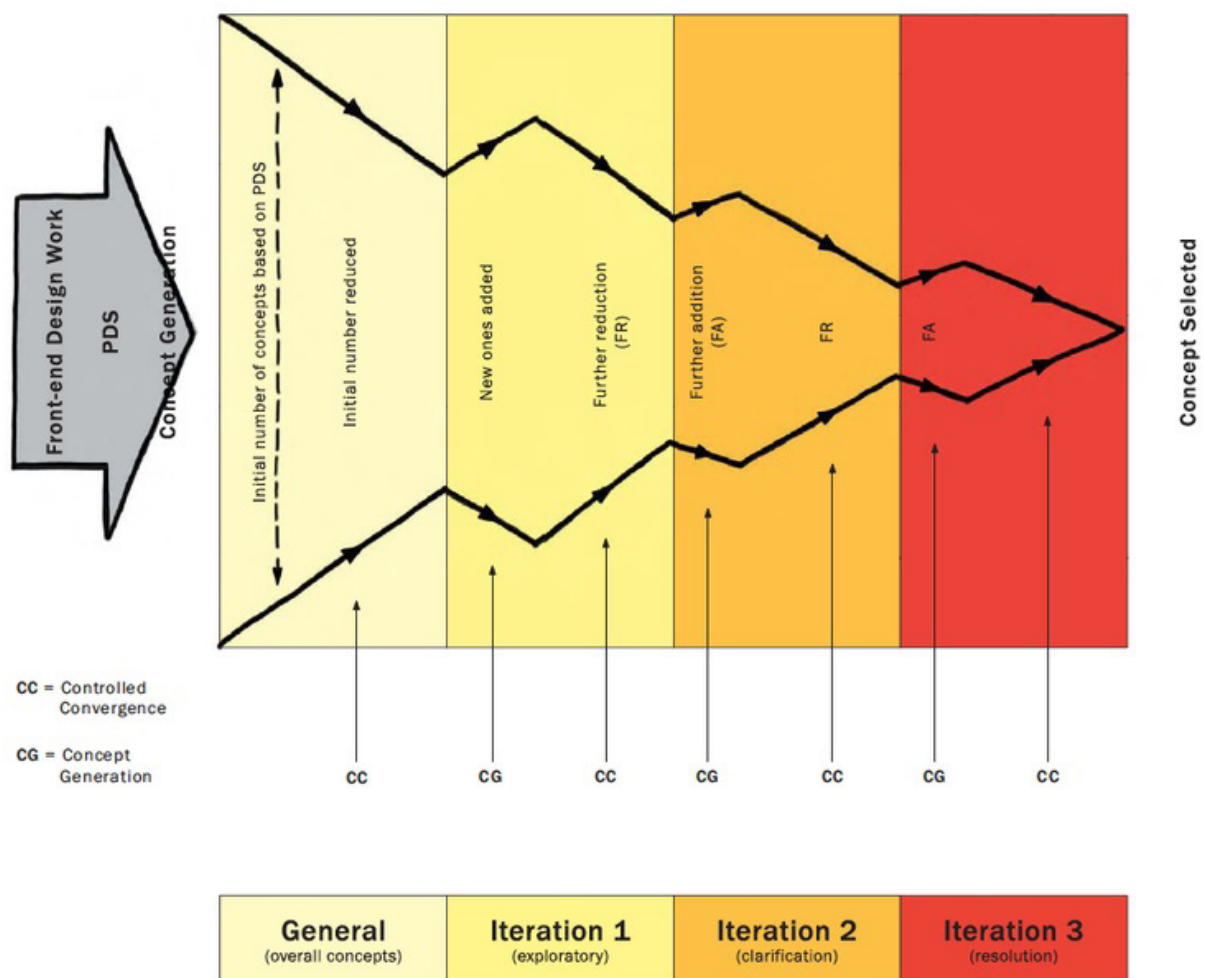 Front-end Design Work
PDS
Concept Generation
Initial number of concepts based on PDS
Initial number reduced
New ones added
Further reduction
(FR)
Further addition
(FA)
FR
FA
Concept Selected
CC = Controlled
Convergence
CG = Concept
Generation
CC
CG
CC
CG
CC
CG
CC
General
(overall concepts)
Iteration 1
(exploratory)
Iteration 2
(clarification)
Iteration 3
(resolution)